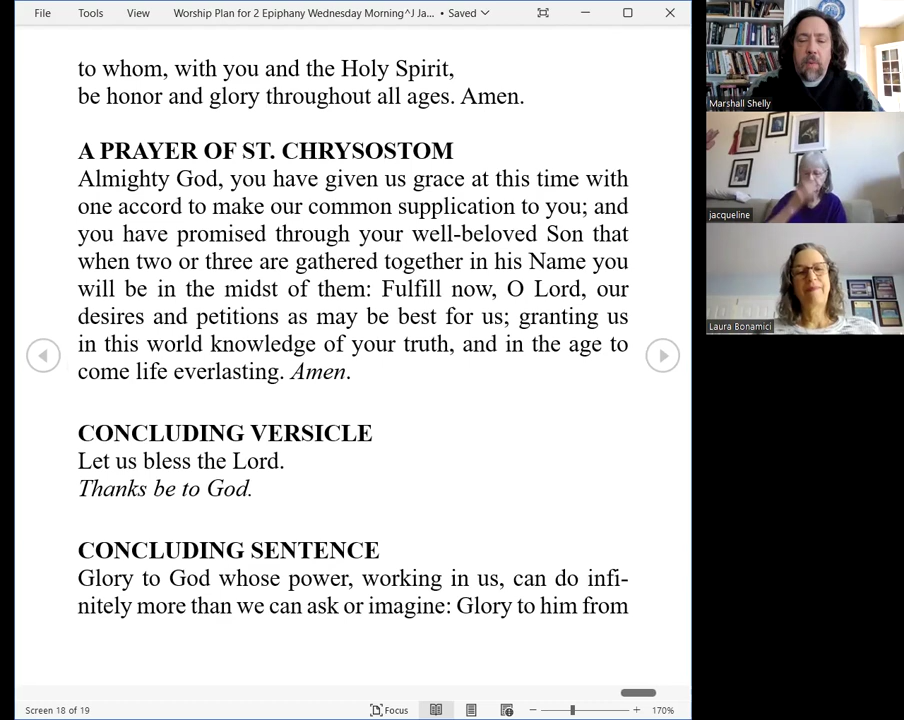 File Tools View Worship Plan for 2 Epiphany Wednesday Morning^J Ja... • Saved
to whom, with you and the Holy Spirit,
be honor and glory throughout all ages. Amen.
A PRAYER OF ST. CHRYSOSTOM
Almighty God, you have given us grace at this time with
one accord to make our common supplication to you; and
you have promised through your well-beloved Son that
when two or three are gathered together in his Name you
will be in the midst of them: Fulfill now, O Lord, our
desires and petitions as may be best for us; granting us
in this world knowledge of your truth, and in the age to
come life everlasting. Amen.
CONCLUDING VERSICLE
Let us bless the Lord.
Thanks be to God.
CONCLUDING SENTENCE
Glory to God whose power, working in us, can do infi-
nitely more than we can ask or imagine: Glory to him from
Screen 18 of 19 Focus 170%
Marshall Shelly
jacqueline
Laura Bonamici